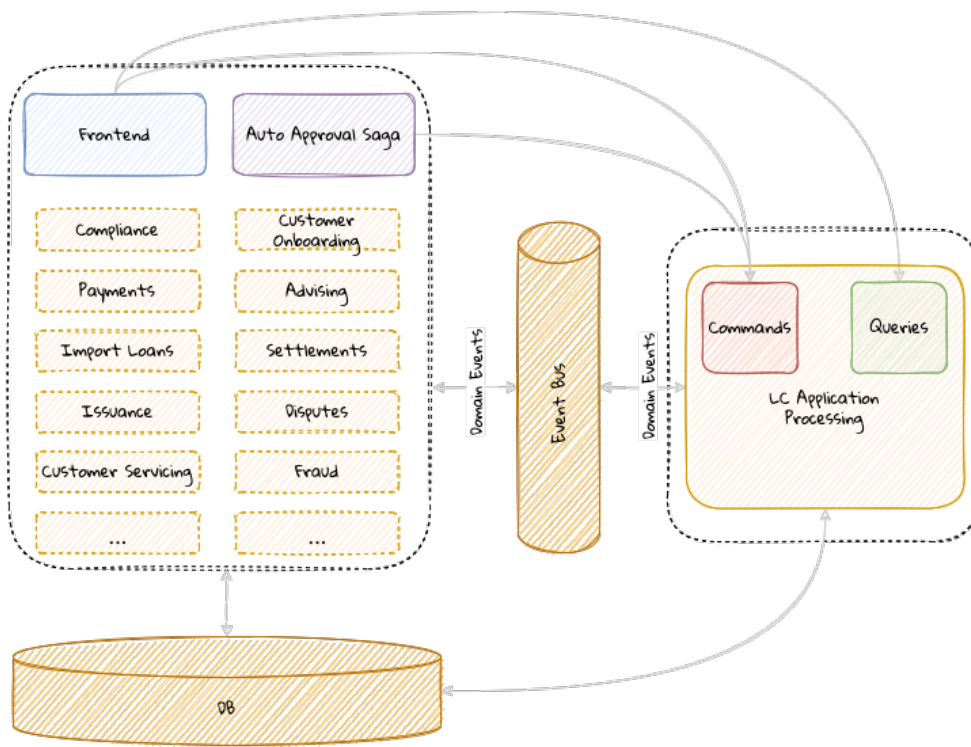 Frontend
Auto Approval Saga
Compliance
Customer
Onboarding
Payments
Advising
Import Loans
Settlements
Issuance
Disputes
Customer Servicing
Fraud
...
...
Domain Events
Event Bus
Domain Events
Commands
Queries
LC Application
Processing
DB